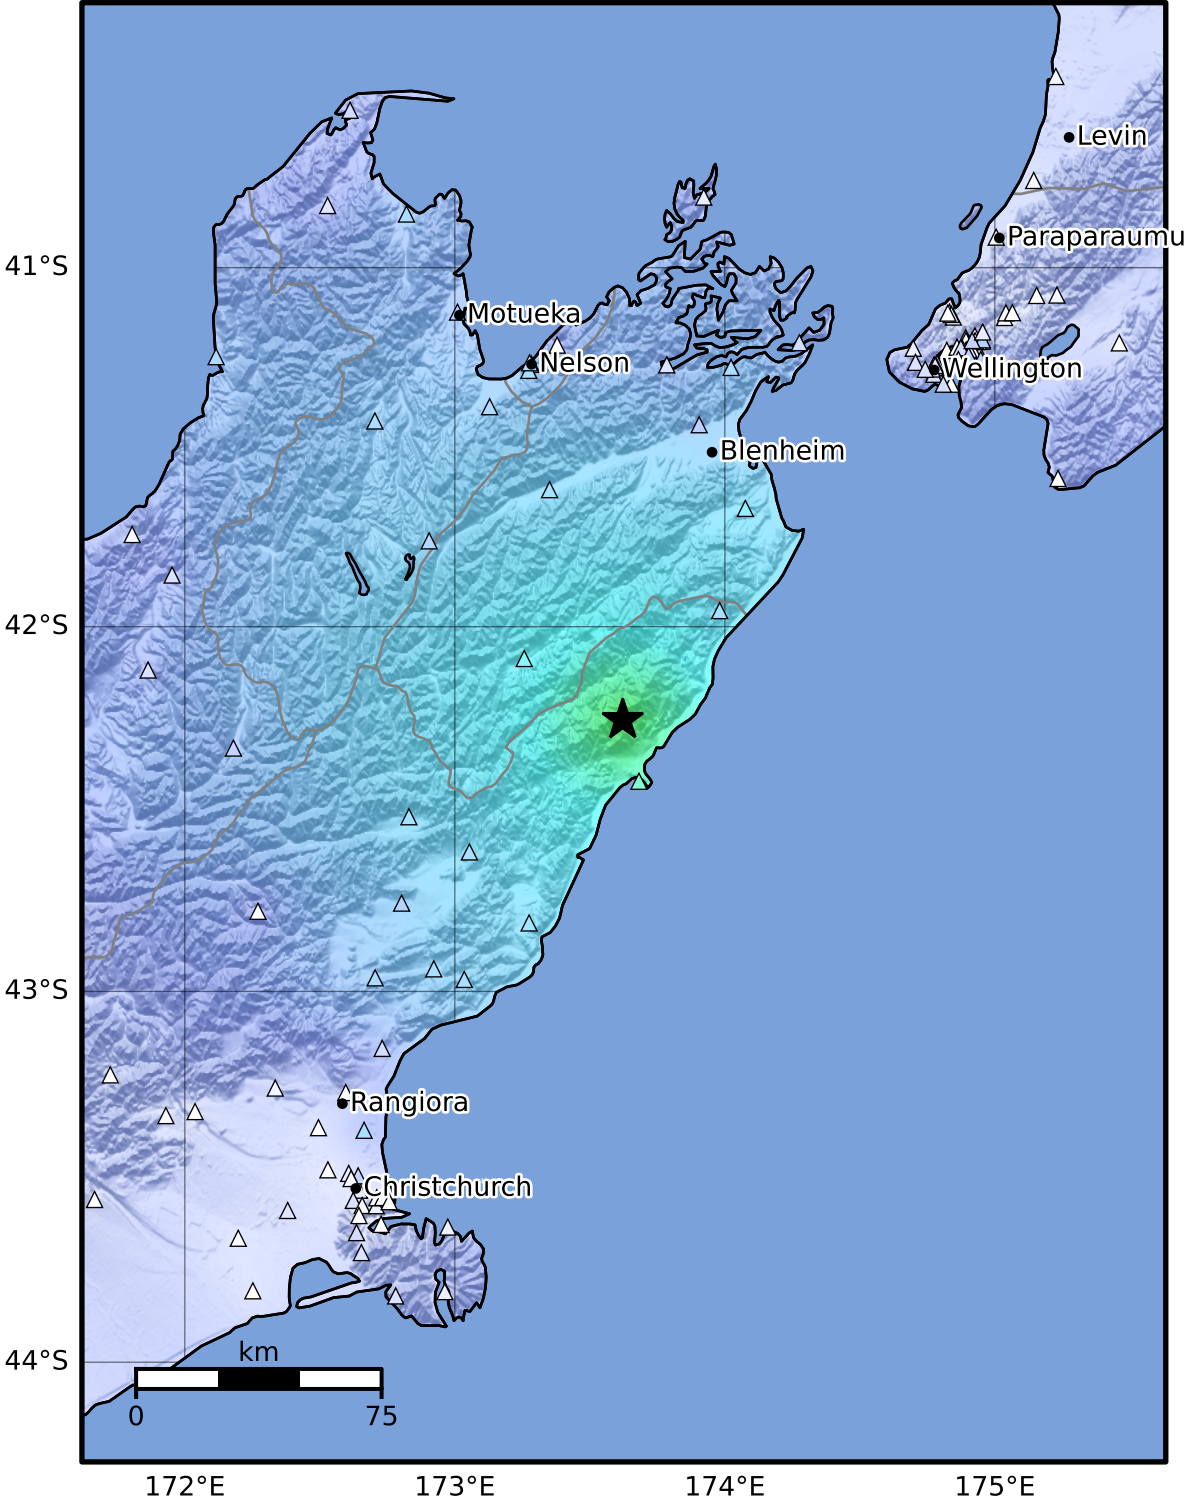 Levin
Paraparaumu
41°S
Motueka
Nelson
Wellington
Blenheim
42°S
43°S
Rangiora
Christchurch
44°S
km
0
75
172°E
173°E
174°E
175°E